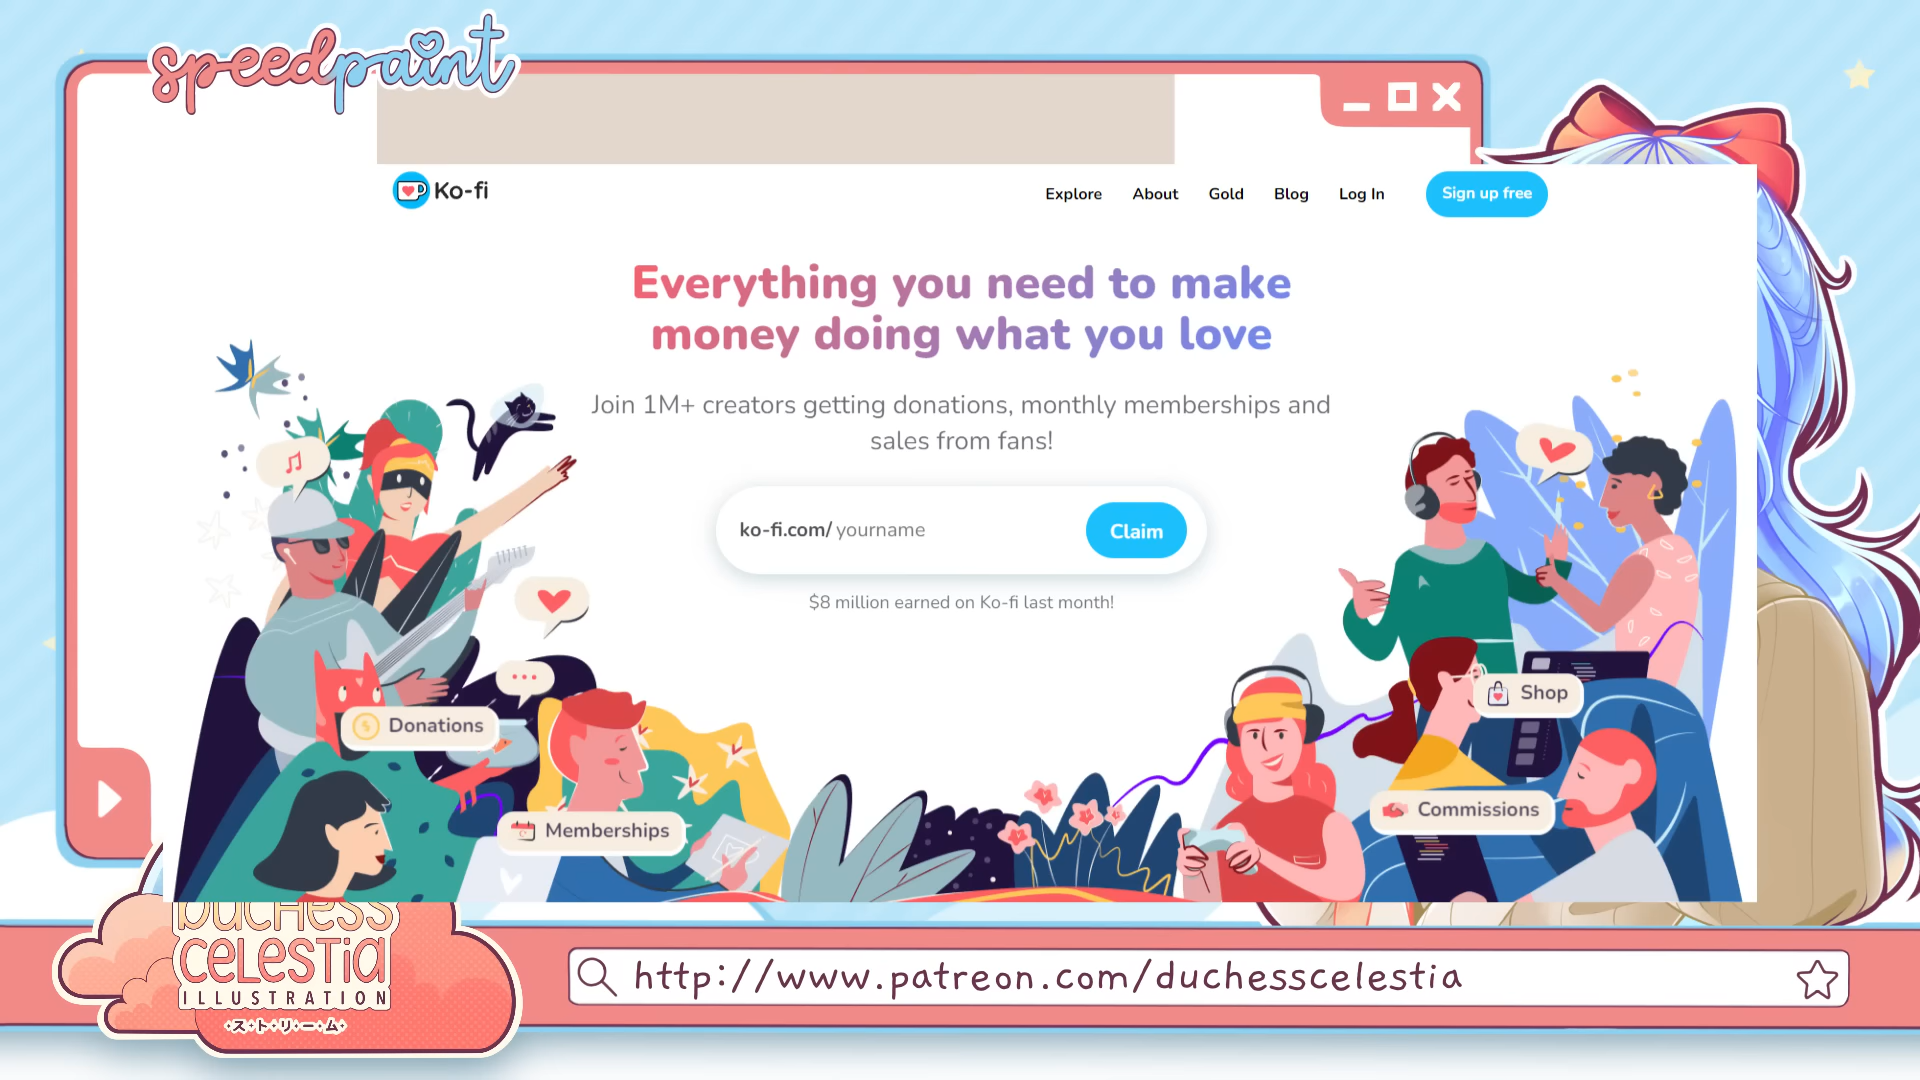 speedpaint
Ko-fi
Explore About Gold Blog Log In Sign up free
Everything you need to make
money doing what you love
Join 1M+ creators getting donations, monthly memberships and
sales from fans!
ko-fi.com/ yourname Claim
$8 million earned on Ko-fi last month!
Donations
Memberships
Shop
Commissions
DUCHESS
CELESTIA
ILLUSTRATION
・ス・ト・リ・ー・ム・
http://www.patreon.com/duchesscelestia